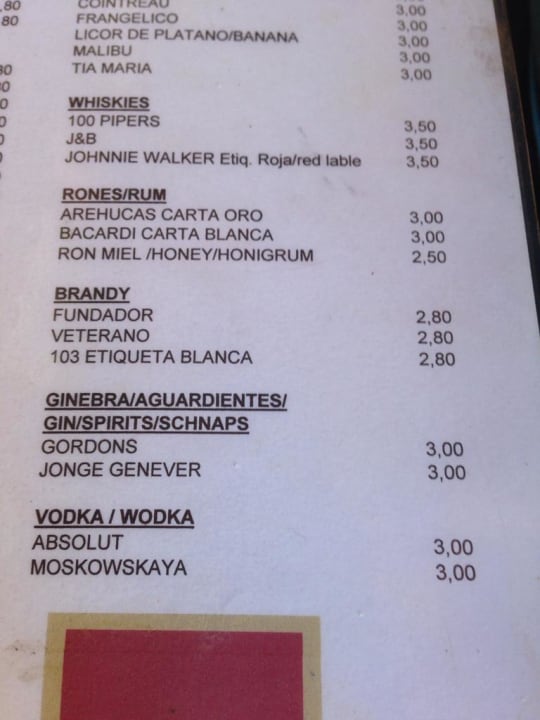 ,80
80
COINTREAU 3,00
FRANGELICO 3,00
LICOR DE PLATANO/BANANA 3,00
MALIBU 3,00
TIA MARIA 3,00
WHISKIES
100 PIPERS 3,50
J&B 3,50
JOHNNIE WALKER Etiq. Roja/red lable 3,50
RONES/RUM
AREHUCAS CARTA ORO 3,00
BACARDI CARTA BLANCA 3,00
RON MIEL /HONEY/HONIGRUM 2,50
BRANDY
FUNDADOR 2,80
VETERANO 2,80
103 ETIQUETA BLANCA 2,80
GINEBRA/AGUARDIENTES/
GIN/SPIRITS/SCHNAPS
GORDONS 3,00
JONGE GENEVER 3,00
VODKA / WODKA
ABSOLUT 3,00
MOSKOWSKAYA 3,00